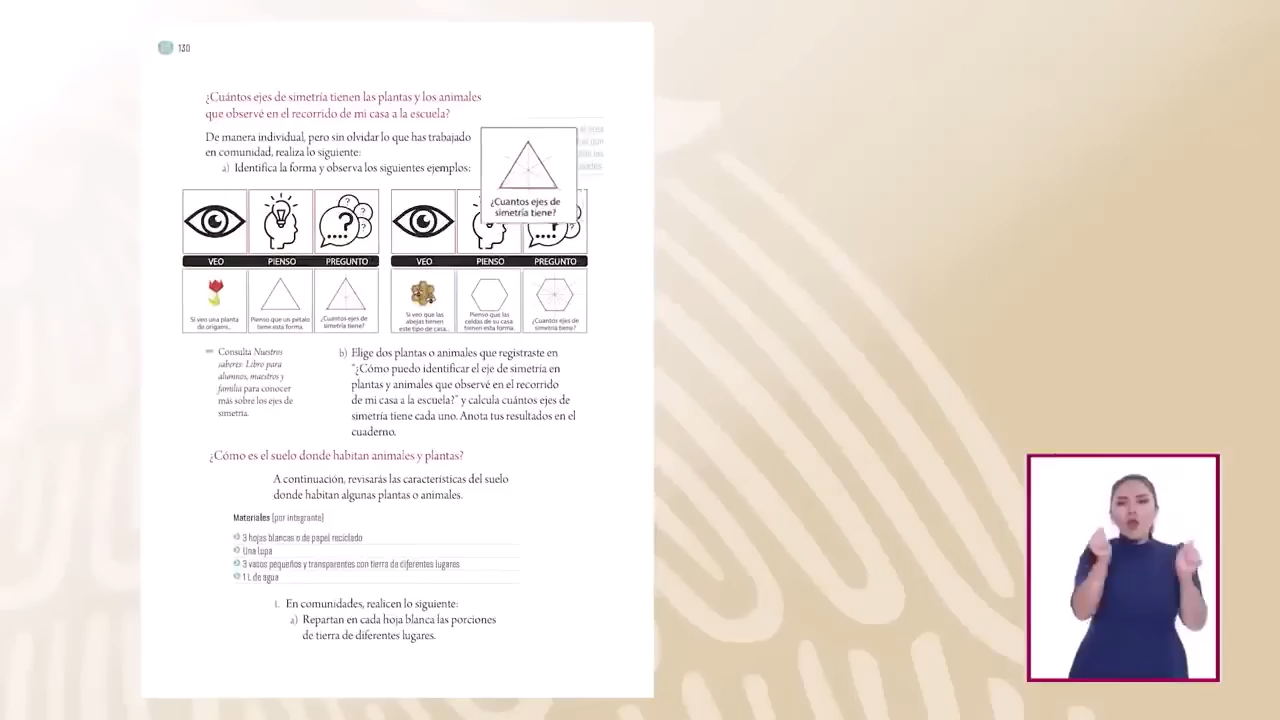 130
¿Cuántos ejes de simetría tienen las plantas y los animales
que observé en el recorrido de mi casa a la escuela?
De manera individual, pero sin olvidar lo que has trabajado
en comunidad, realiza lo siguiente:
a) Identifica la forma y observa los siguientes ejemplos:
¿Cuantos ejes de
simetría tiene?
VEO PIENSO PREGUNTO
Si veo una planta
de origami...
Pienso que un pétalo
tiene esta forma.
¿Cuantos ejes de
simetría tiene?
VEO PIENSO PREGUNTO
Si veo que las
abejas tienen
este tipo de casa...
Pienso que las
celdas de su casa
tienen esta forma.
¿Cuantos ejes de
simetría tiene?
Consulta Nuestros
saberes: Libro para
alumnos, maestros y
familia para conocer
más sobre los ejes de
simetría.
b) Elige dos plantas o animales que registraste en
"¿Cómo puedo identificar el eje de simetría en
plantas y animales que observé en el recorrido
de mi casa a la escuela?" y calcula cuántos ejes de
simetría tiene cada uno. Anota tus resultados en el
cuaderno.
¿Cómo es el suelo donde habitan animales y plantas?
A continuación, revisarás las características del suelo
donde habitan algunas plantas o animales.
Materiales (por integrante)
3 hojas blancas o de papel reciclado
Una lupa
3 vasos pequeños y transparentes con tierra de diferentes lugares
1 L de agua
1. En comunidades, realicen lo siguiente:
a) Repartan en cada hoja blanca las porciones
de tierra de diferentes lugares.